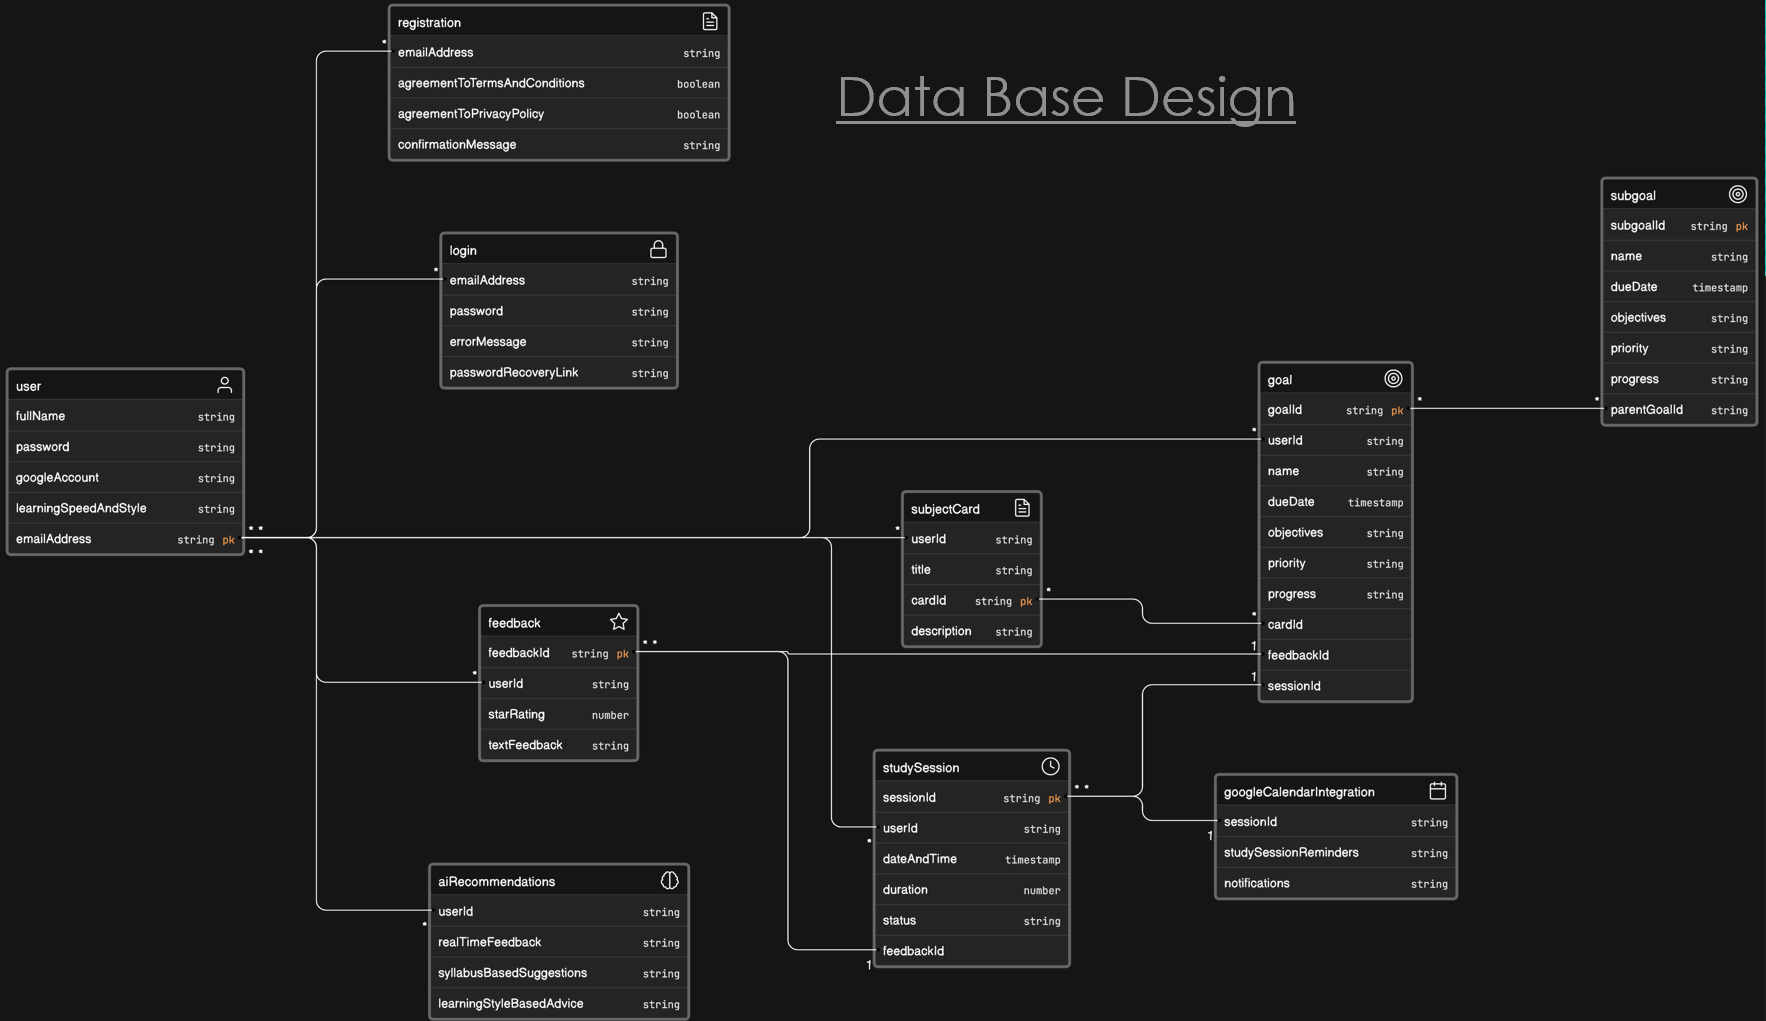 Data Base Design
registration
emailAddress string
agreementToTermsAndConditions boolean
agreementToPrivacyPolicy boolean
confirmationMessage string
login
emailAddress string
password string
errorMessage string
passwordRecoveryLink string
user
fullName string
password string
googleAccount string
learningSpeedAndStyle string
emailAddress string pk
feedback
feedbackId string pk
userId string
starRating number
textFeedback string
aiRecommendations
userId string
realTimeFeedback string
syllabusBasedSuggestions string
learningStyleBasedAdvice string
subjectCard
userId string
title string
cardId string pk
description string
studySession
sessionId string pk
userId string
dateAndTime timestamp
duration number
status string
feedbackId
1
goal
goalId string pk
userId string
name string
dueDate timestamp
objectives string
priority string
progress string
cardId
1
feedbackId
1
sessionId
googleCalendarIntegration
sessionId string
1
studySessionReminders string
notifications string
subgoal
subgoalId string pk
name string
dueDate timestamp
objectives string
priority string
progress string
parentGoalId string